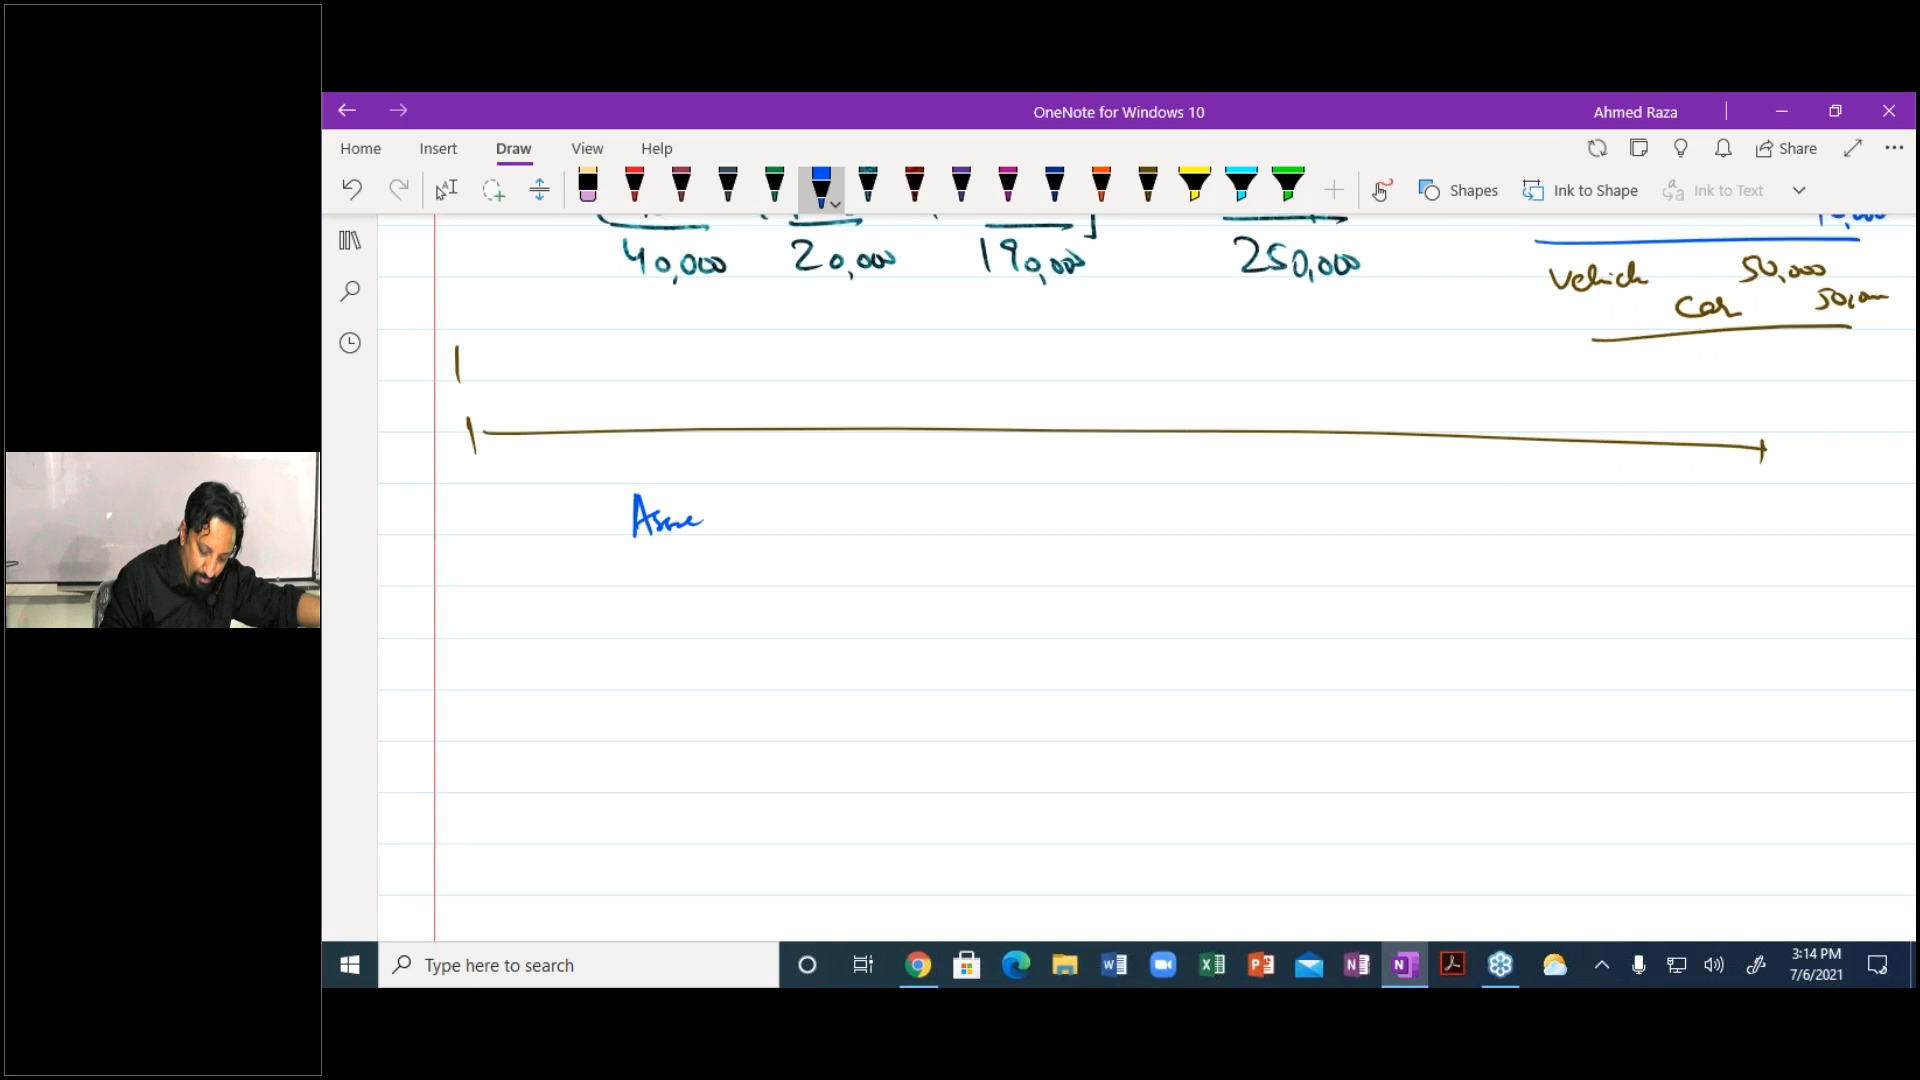 OneNote for Windows 10
Ahmed Raza
Home Insert Draw View Help
Share
Shapes
Ink to Shape
Ink to Text
40,000 20,000 190,000 250,000
Vehicle 50,000
Car 50,000
Type here to search
3:14 PM
7/6/2021